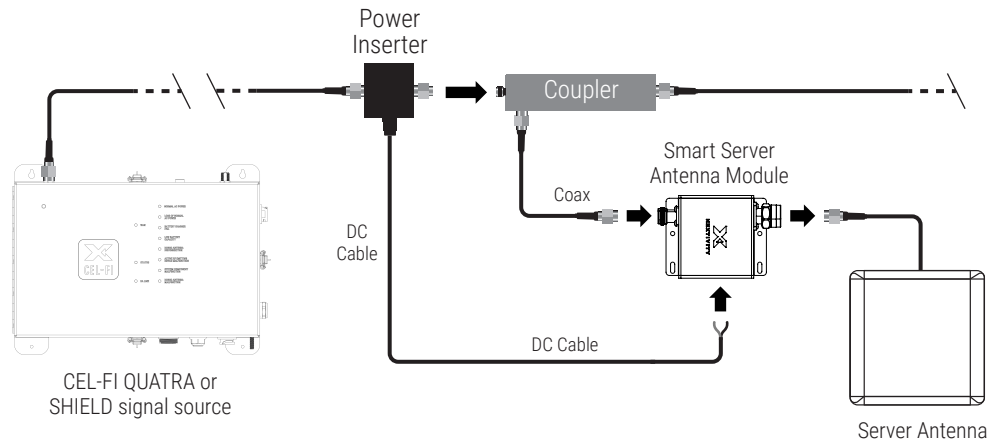 Power
Inserter
Coupler
Smart Server
Antenna Module
Coax
DC
Cable
NEXTIVITY
CEL-FI
DC Cable
CEL-FI QUATRA or
SHIELD signal source
Server Antenna